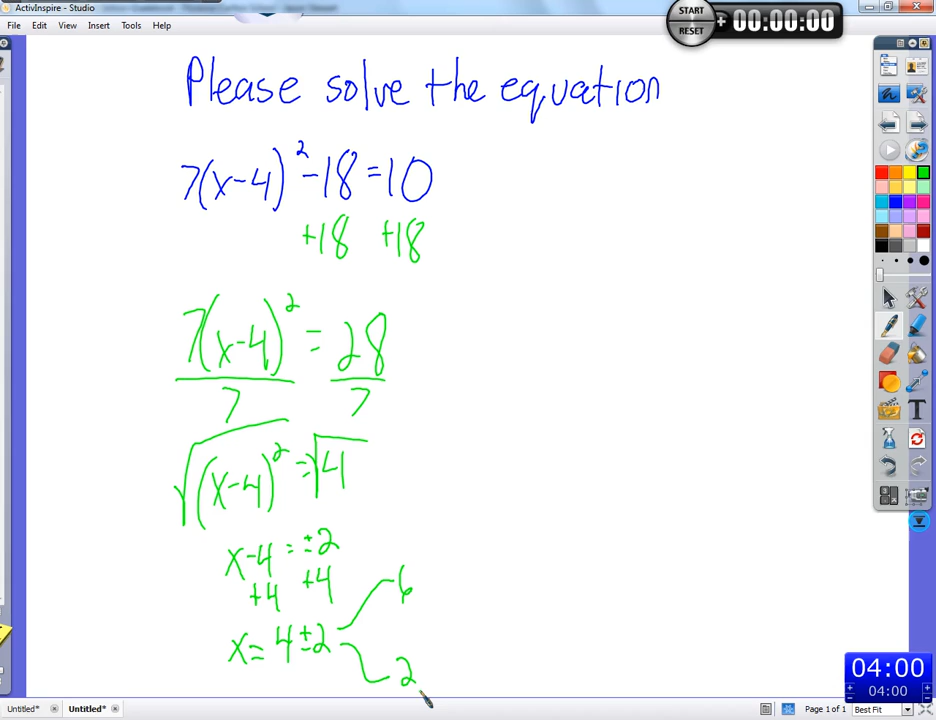 ActivInspire - Studio
START
RESET
00:00:00
File Edit View Insert Tools Help
Please solve the equation
7(x-4)² -18 =10
+18 +18
7(x-4)² = 28
7 7
√(x-4)² = √4
x-4 = ±2
+4 +4
6
x= 4 ±2
2
04:00
04:00
Untitled* Untitled* Page 1 of 1 Best Fit